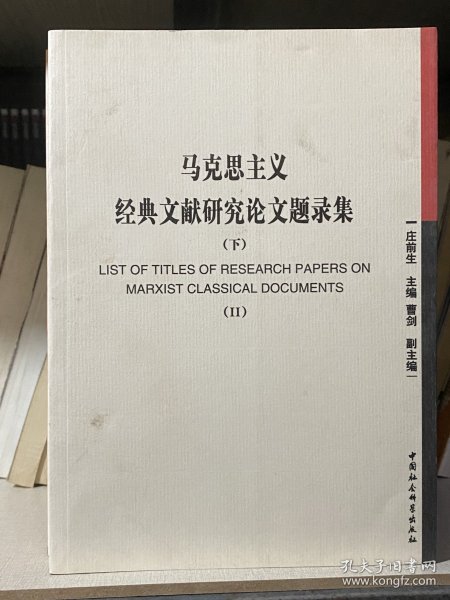 马克思主义
经典文献研究论文题录集
(下)
LIST OF TITLES OF RESEARCH PAPERS ON
MARXIST CLASSICAL DOCUMENTS
(II)
庄前生 主编 曹剑 副主编
中国社会科学出版社
孔夫子旧书网
www.kongfz.com